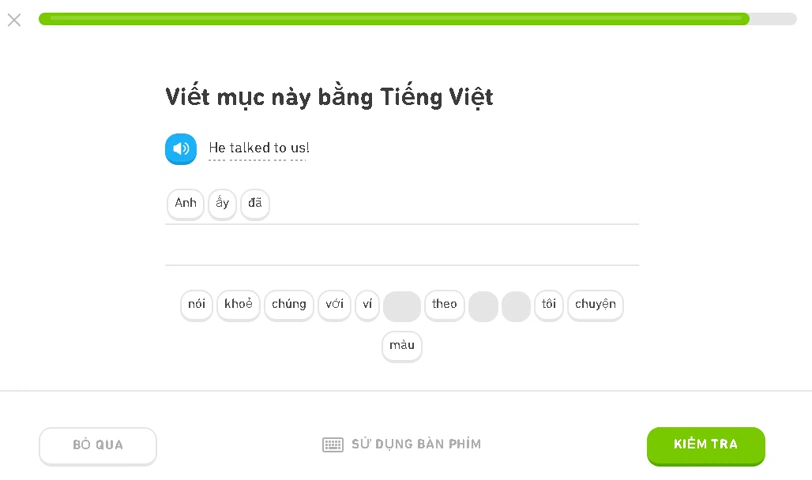 Viết mục này bằng Tiếng Việt
He talked to us!
Anh ấy đã
nói khoẻ chúng với ví theo tôi chuyện
màu
BỎ QUA SỬ DỤNG BÀN PHÍM KIỂM TRA